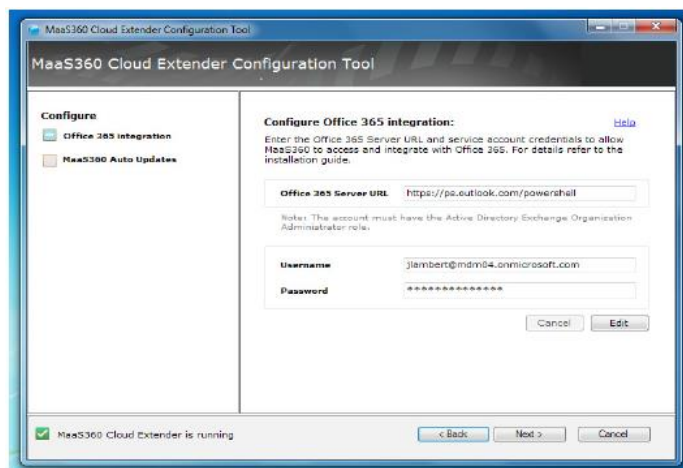 MaaS360 Cloud Extender Configuration Tool
MaaS360 Cloud Extender Configuration Tool
Configure
Office 365 integration
MaaS360 Auto Updates
Configure Office 365 integration:
Help
Enter the Office 365 Server URL and service account credentials to allow
MaaS360 to access and integrate with Office 365. For details refer to the
installation guide.
Office 365 Server URL https://ps.outlook.com/powershell
Note: The account must have the Active Directory Exchange Organization
Administrator role.
Username jlambert@mdm04.onmicrosoft.com
Password **************
Cancel Edit
MaaS360 Cloud Extender is running
< Back Next > Cancel